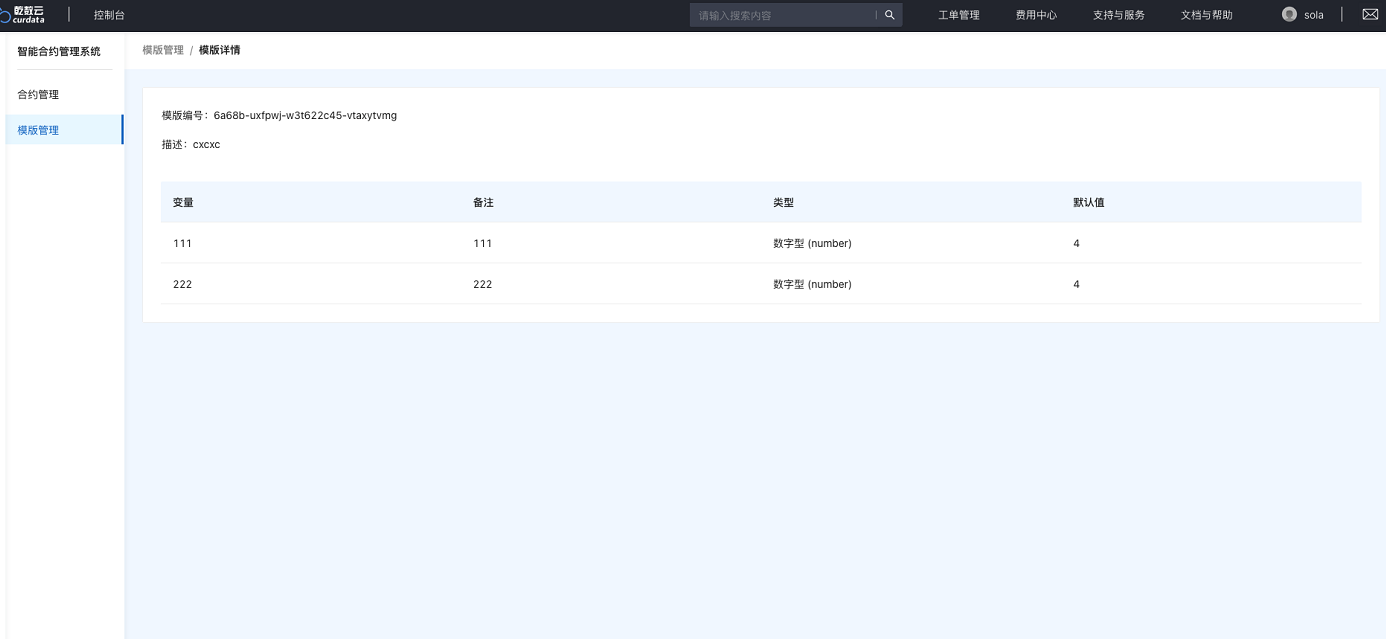 乾数云
curdata
控制台
请输入搜索内容
工单管理
费用中心
支持与服务
文档与帮助
sola
智能合约管理系统
合约管理
模版管理
模版管理 / 模版详情
模版编号：6a68b-uxfpwj-w3t622c45-vtaxytvmg
描述：cxcxc
变量 备注 类型 默认值
111 111 数字型 (number) 4
222 222 数字型 (number) 4